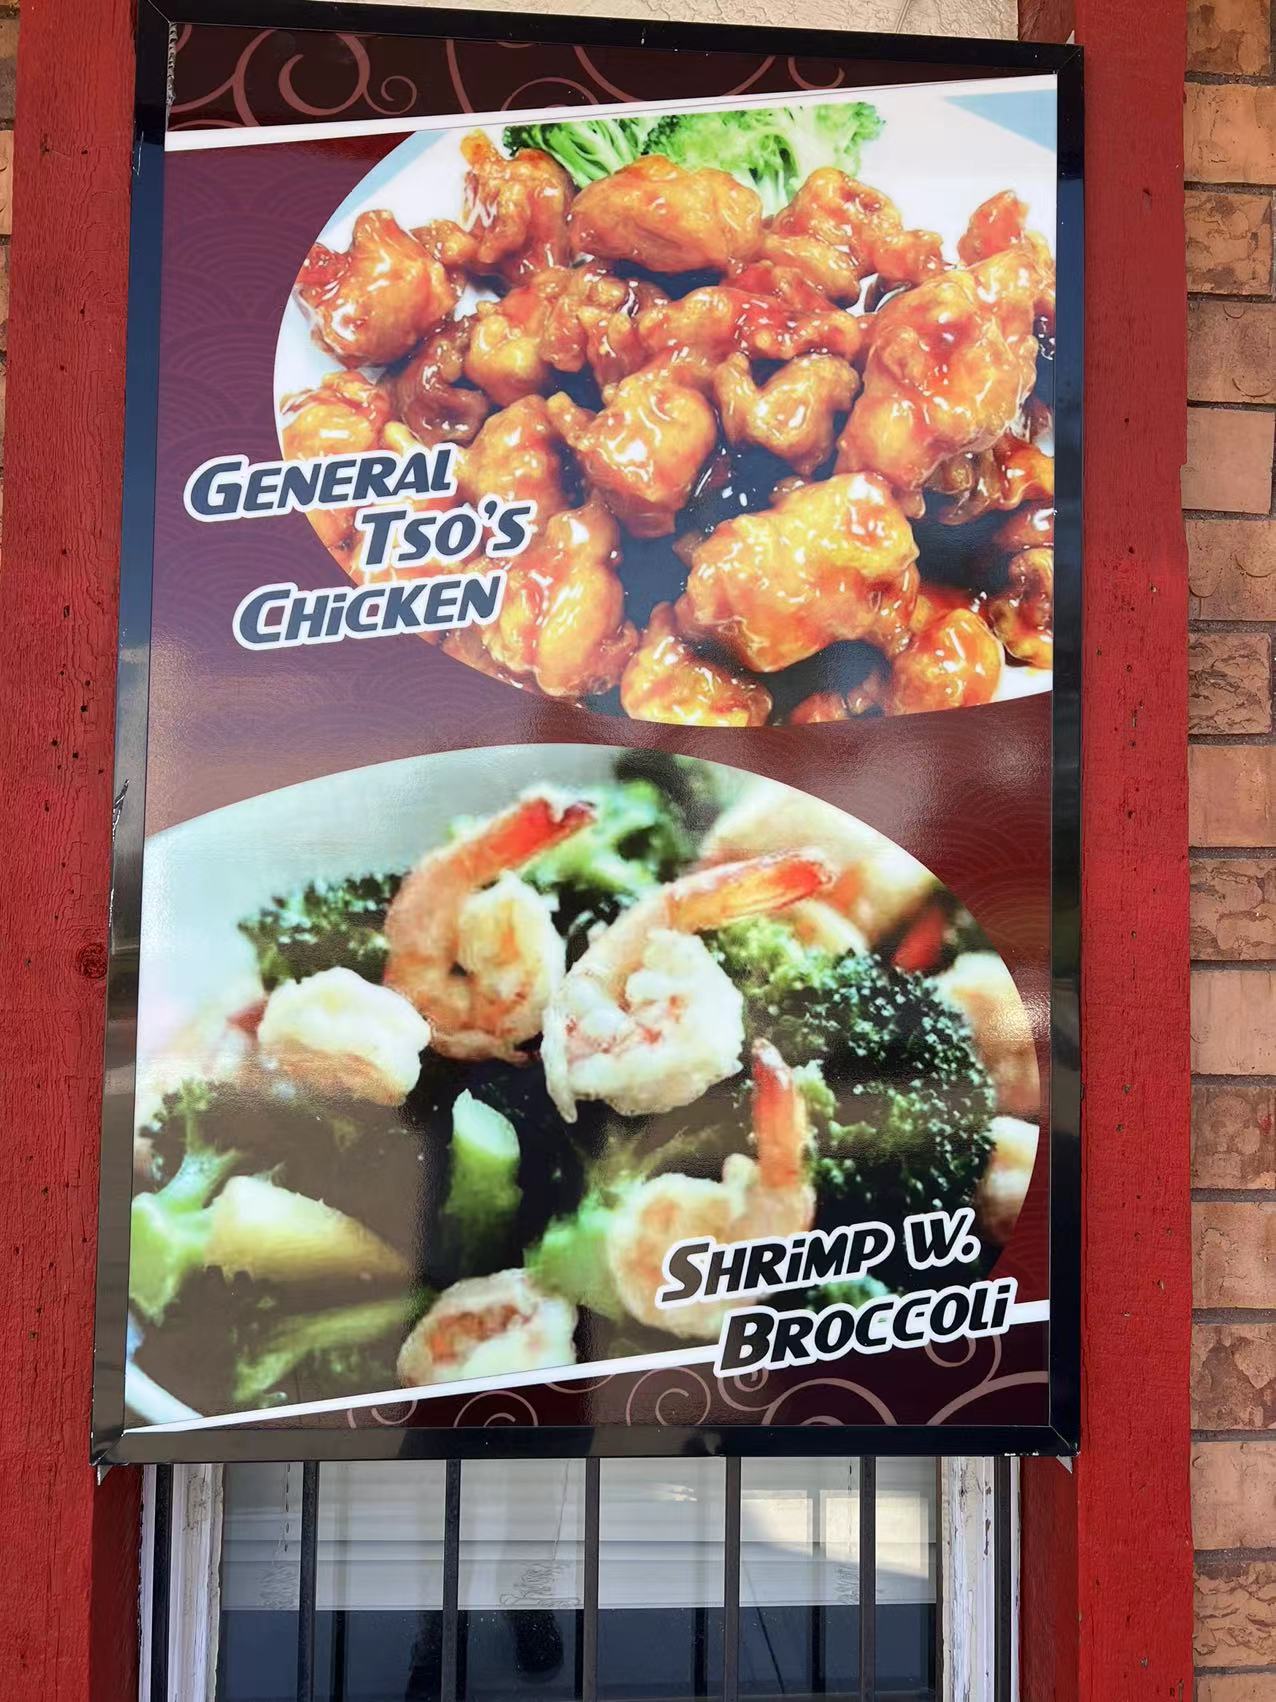 GENERAL
TSO'S
CHiCKEN
SHRiMP W.
BROCCOLi